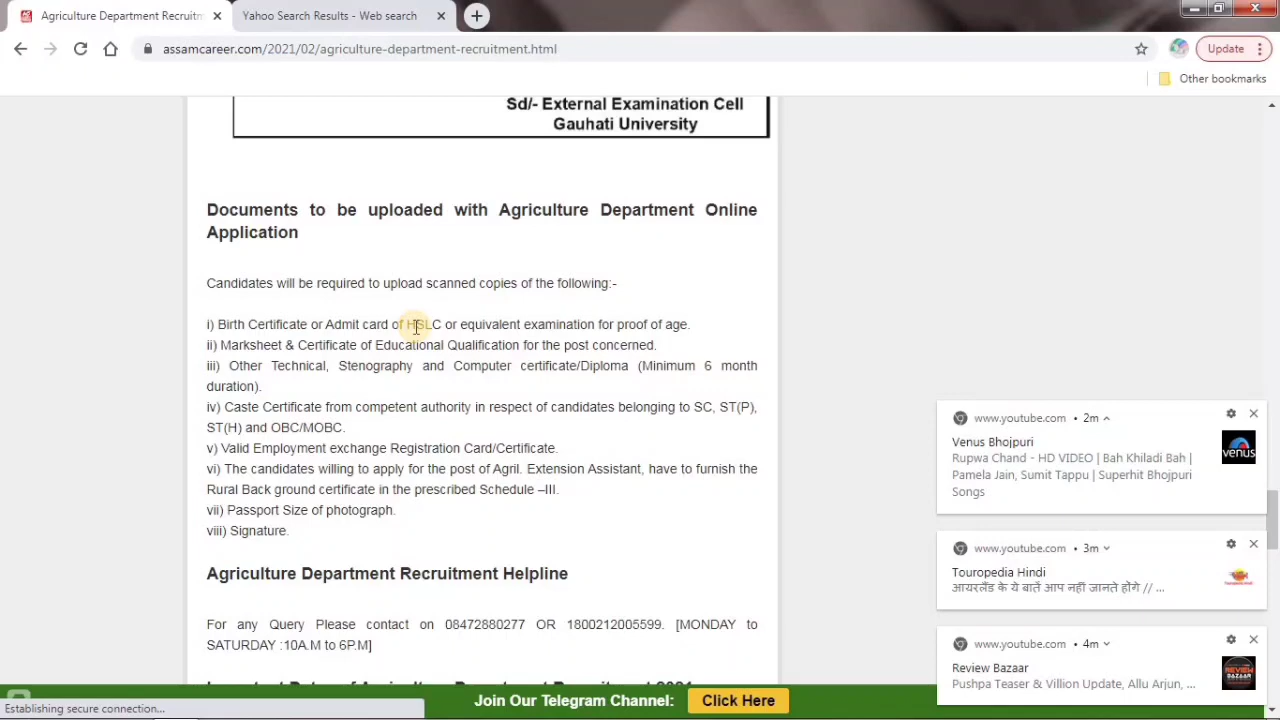 Agriculture Department Recruitm
Yahoo Search Results - Web search
assamcareer.com/2021/02/agriculture-department-recruitment.html
Update
Other bookmarks
Sd/- External Examination Cell
Gauhati University
Documents to be uploaded with Agriculture Department Online
Application
Candidates will be required to upload scanned copies of the following:-
i) Birth Certificate or Admit card of HSLC or equivalent examination for proof of age.
ii) Marksheet & Certificate of Educational Qualification for the post concerned.
iii) Other Technical, Stenography and Computer certificate/Diploma (Minimum 6 month
duration).
iv) Caste Certificate from competent authority in respect of candidates belonging to SC, ST(P),
ST(H) and OBC/MOBC.
v) Valid Employment exchange Registration Card/Certificate.
vi) The candidates willing to apply for the post of Agril. Extension Assistant, have to furnish the
Rural Back ground certificate in the prescribed Schedule –III.
vii) Passport Size of photograph.
viii) Signature.
Agriculture Department Recruitment Helpline
For any Query Please contact on 08472880277 OR 1800212005599. [MONDAY to
SATURDAY :10A.M to 6P.M]
www.youtube.com • 2m
Venus Bhojpuri
Rupwa Chand - HD VIDEO | Bah Khiladi Bah |
Pamela Jain, Sumit Tappu | Superhit Bhojpuri
Songs
venus
www.youtube.com • 3m
Touropedia Hindi
आयरलैंड के ये बातें आप नहीं जानते होंगे // ...
www.youtube.com • 4m
Review Bazaar
Pushpa Teaser & Villion Update, Allu Arjun, ...
REVIEW
BAZAAR
Join Our Telegram Channel:
Click Here
Establishing secure connection...